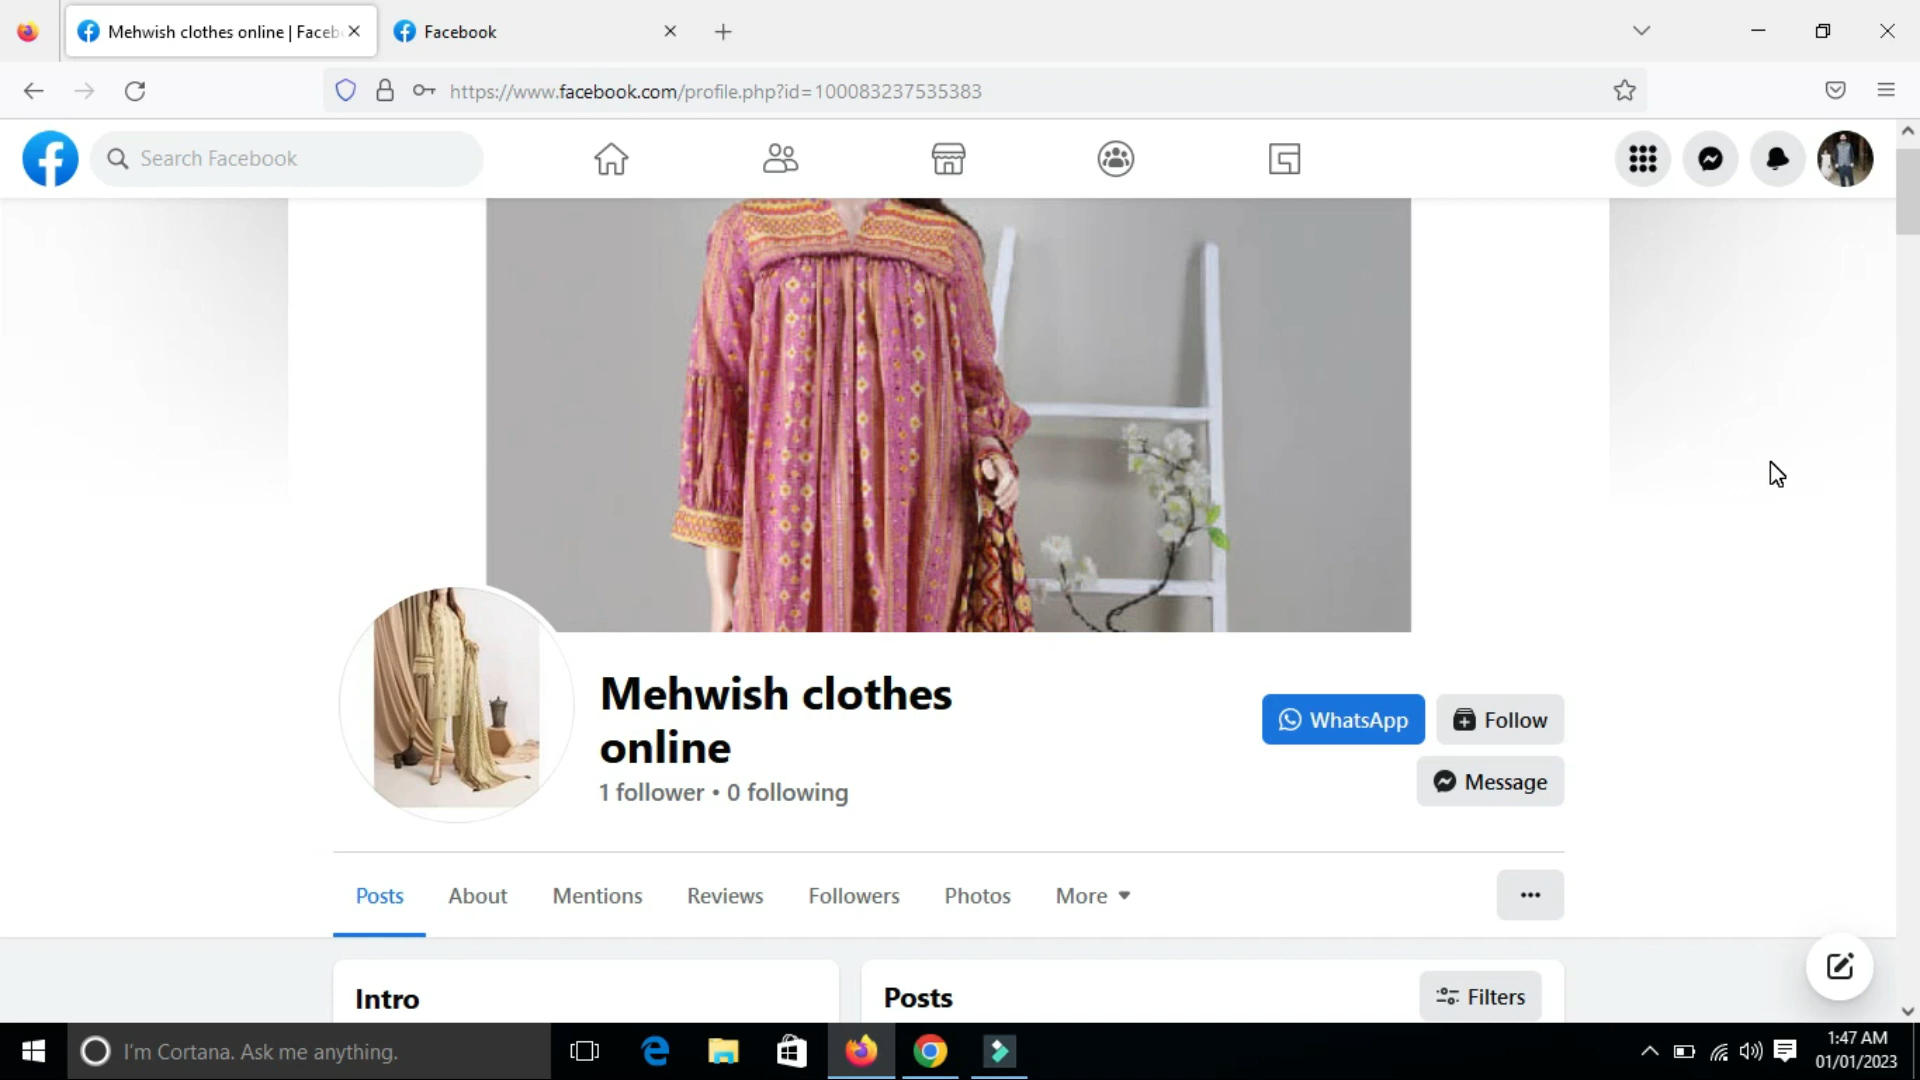 Mehwish clothes online | Faceb
Facebook
https://www.facebook.com/profile.php?id=100083237535383
Search Facebook
Mehwish clothes
online
1 follower • 0 following
WhatsApp
Follow
Message
Posts
About
Mentions
Reviews
Followers
Photos
More
Intro
Posts
Filters
I'm Cortana. Ask me anything.
1:47 AM
01/01/2023